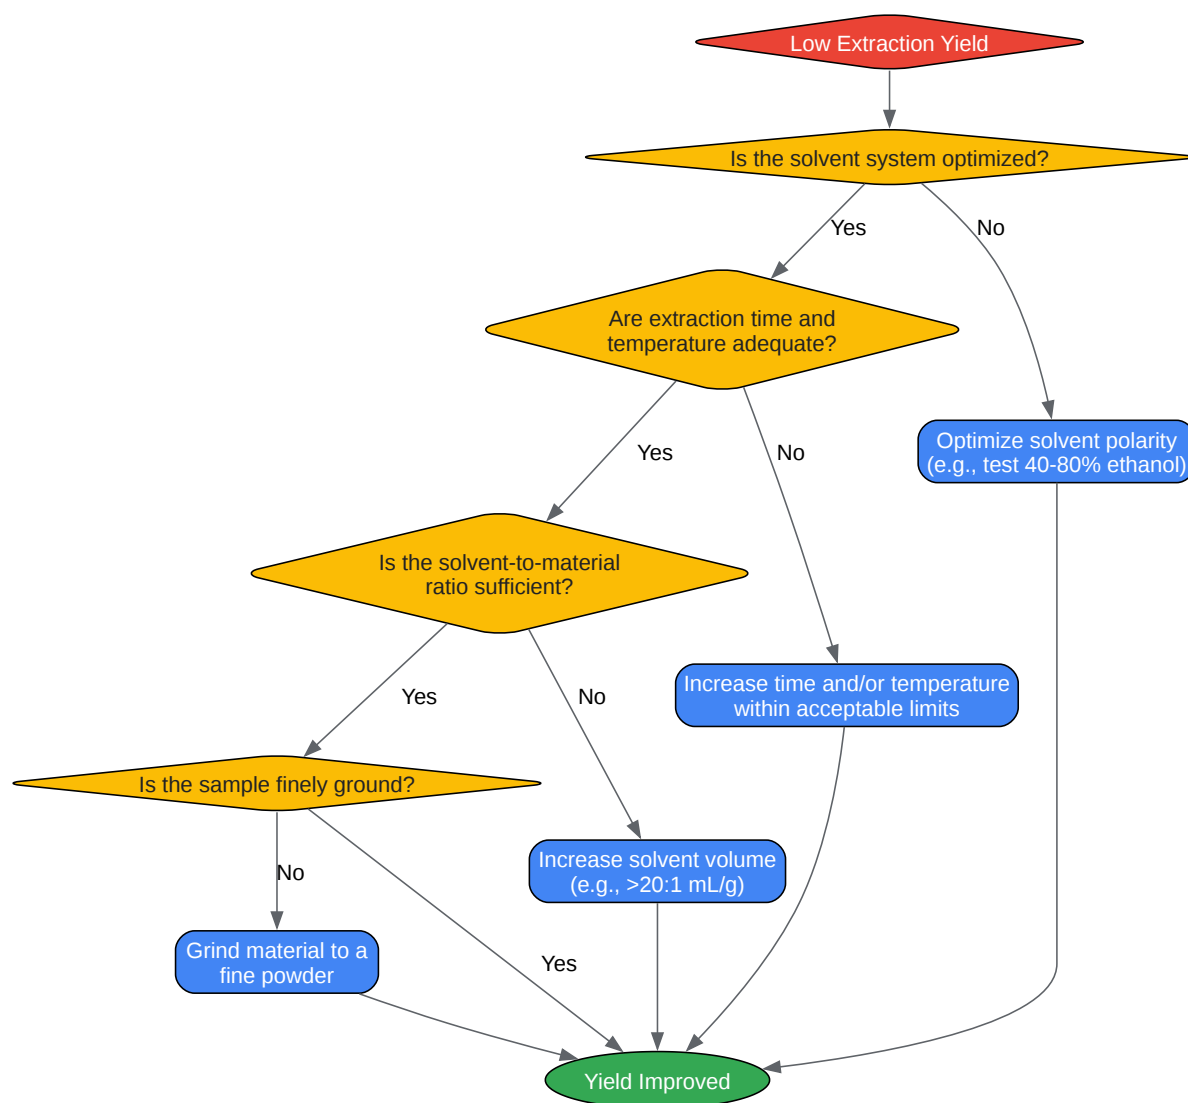 Low Extraction Yield
Is the solvent system optimized?
Yes
No
Are extraction time and
temperature adequate?
Optimize solvent polarity
(e.g., test 40-80% ethanol)
Yes
No
Is the solvent-to-material
ratio sufficient?
Increase time and/or temperature
within acceptable limits
Yes
No
Is the sample finely ground?
Increase solvent volume
(e.g., >20:1 mL/g)
No
Yes
Grind material to a
fine powder
Yield Improved